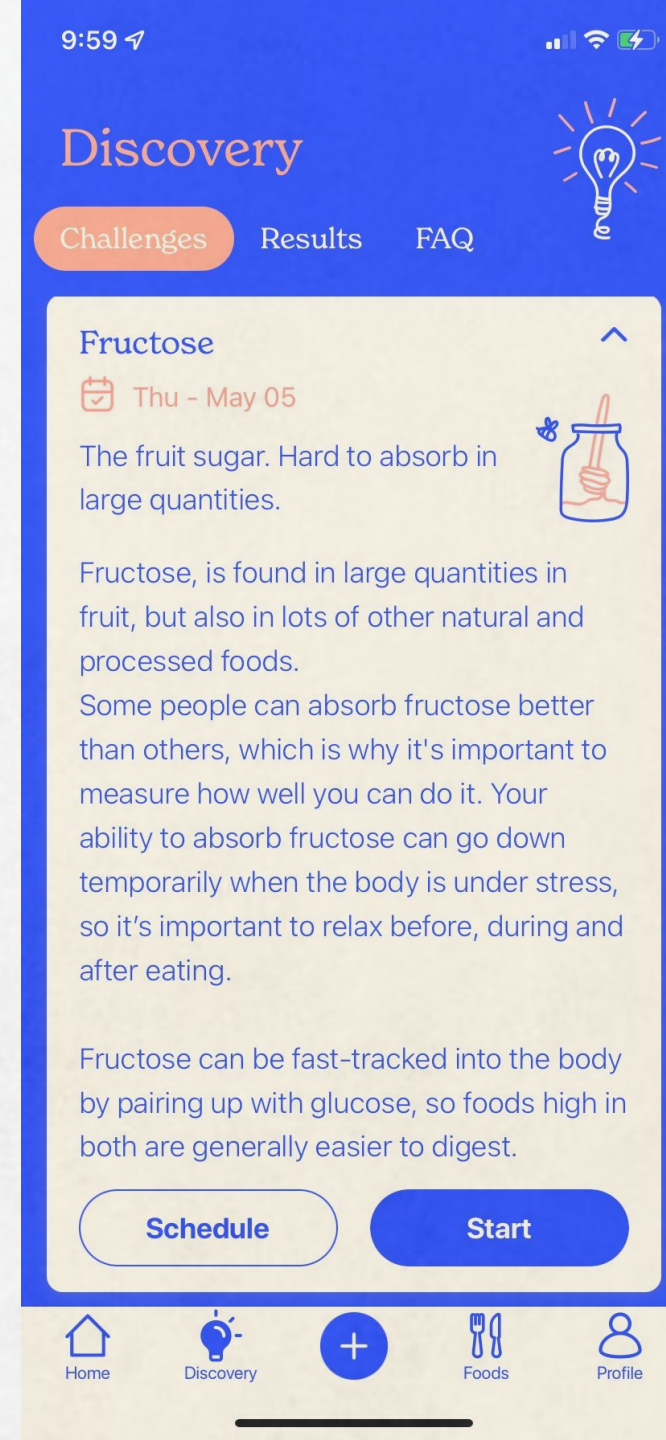 9:59
Discovery
Challenges Results FAQ
Fructose
Thu - May 05
The fruit sugar. Hard to absorb in
large quantities.
Fructose, is found in large quantities in
fruit, but also in lots of other natural and
processed foods.
Some people can absorb fructose better
than others, which is why it's important to
measure how well you can do it. Your
ability to absorb fructose can go down
temporarily when the body is under stress,
so it’s important to relax before, during and
after eating.
Fructose can be fast-tracked into the body
by pairing up with glucose, so foods high in
both are generally easier to digest.
Schedule Start
Home Discovery Foods Profile